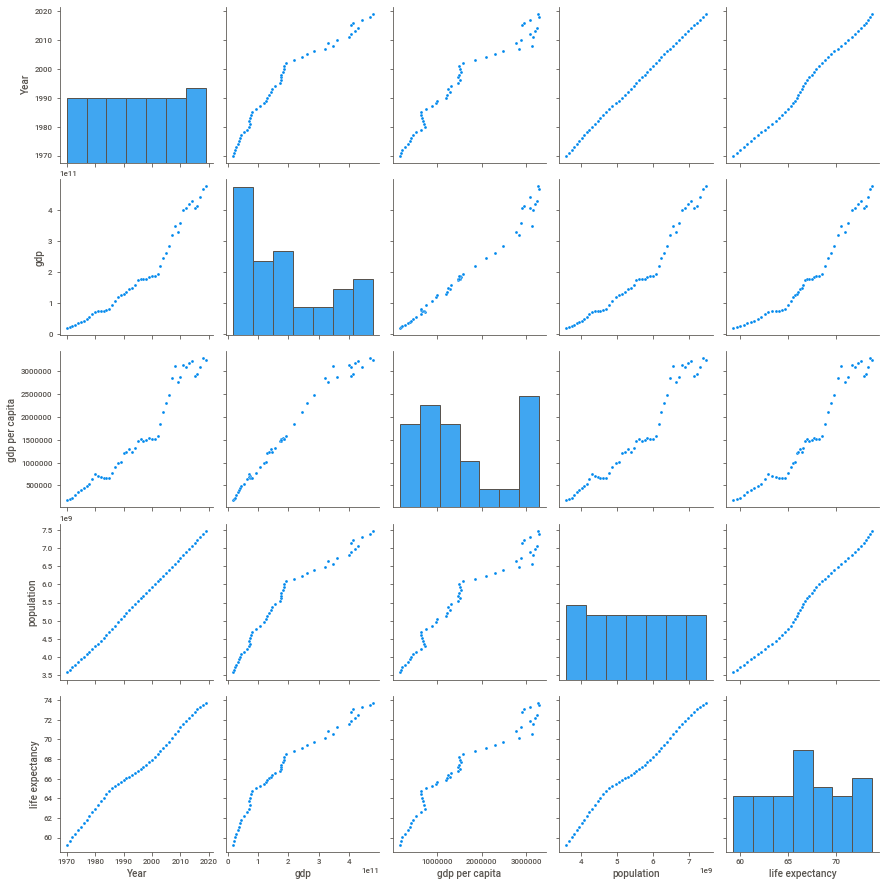 2020
2010
2000
1990
1980
1970
Year
1e11
4
3
2
1
0
gdp
3000000
2500000
2000000
1500000
1000000
500000
gdp per capita
1e9
7.5
7.0
6.5
6.0
5.5
5.0
4.5
4.0
3.5
population
74
72
70
68
66
64
62
60
life expectancy
1970 1980 1990 2000 2010 2020
Year
0 1 2 3 4
1e11
gdp
1000000 2000000 3000000
gdp per capita
4 5 6 7
1e9
population
60 65 70
life expectancy